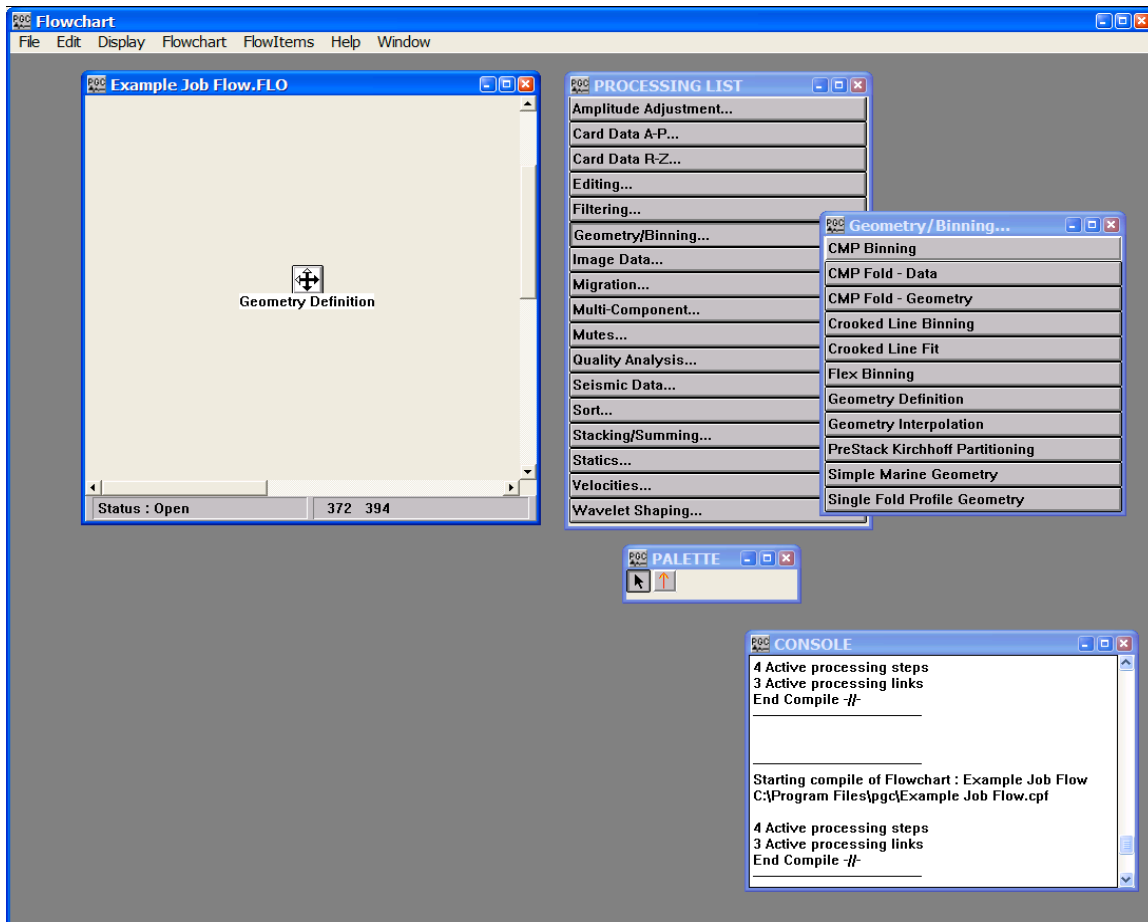 PGC Flowchart
File Edit Display Flowchart FlowItems Help Window
PGC Example Job Flow.FLO
Geometry Definition
Status : Open 372 394
PGC PROCESSING LIST
Amplitude Adjustment...
Card Data A-P...
Card Data R-Z...
Editing...
Filtering...
Geometry/Binning...
Image Data...
Migration...
Multi-Component...
Mutes...
Quality Analysis...
Seismic Data...
Sort...
Stacking/Summing...
Statics...
Velocities...
Wavelet Shaping...
PGC Geometry/Binning...
CMP Binning
CMP Fold - Data
CMP Fold - Geometry
Crooked Line Binning
Crooked Line Fit
Flex Binning
Geometry Definition
Geometry Interpolation
PreStack Kirchhoff Partitioning
Simple Marine Geometry
Single Fold Profile Geometry
PGC PALETTE
PGC CONSOLE
4 Active processing steps
3 Active processing links
End Compile -//-
Starting compile of Flowchart : Example Job Flow
C:\Program Files\pgc\Example Job Flow.cpf
4 Active processing steps
3 Active processing links
End Compile -//-